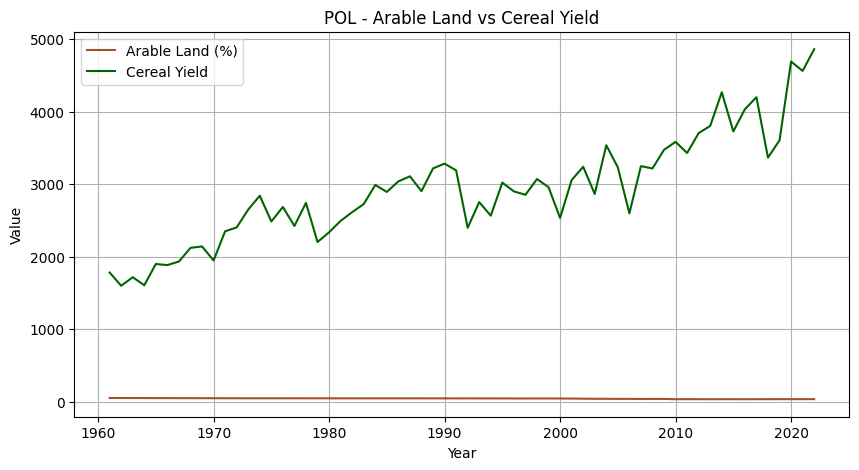 POL - Arable Land vs Cereal Yield
Arable Land (%)
Cereal Yield
Value
5000
4000
3000
2000
1000
0
1960
1970
1980
1990
2000
2010
2020
Year